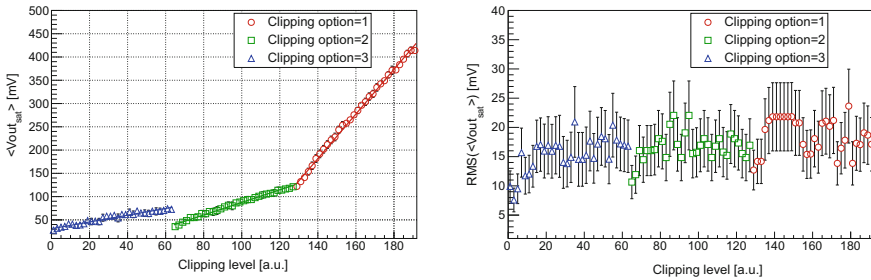 <Vout_sat> [mV]
500
450
400
350
300
250
200
150
100
50
Clipping option=1
Clipping option=2
Clipping option=3
0 20 40 60 80 100 120 140 160 180
Clipping level [a.u.]
RMS(<Vout_sat>) [mV]
40
35
30
25
20
15
10
5
Clipping option=1
Clipping option=2
Clipping option=3
0 20 40 60 80 100 120 140 160 180
Clipping level [a.u.]